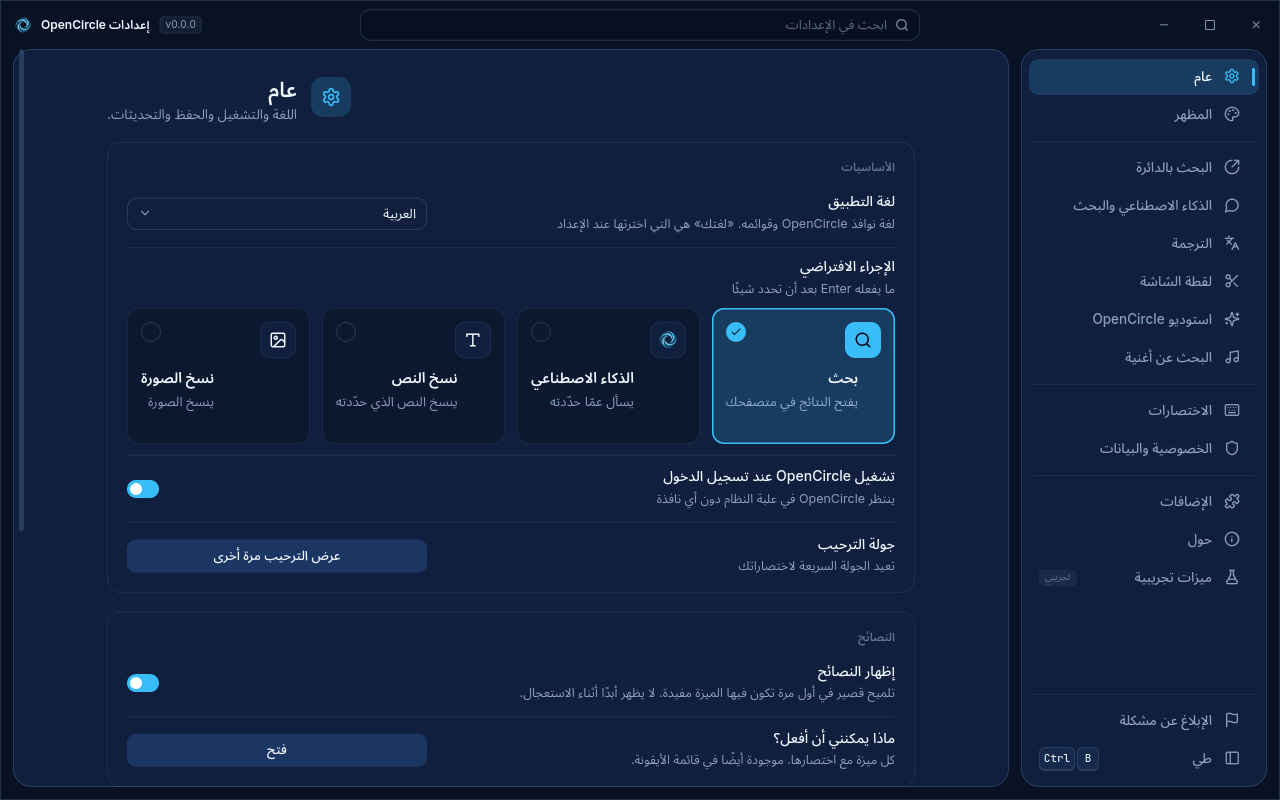 إعدادات OpenCircle
v0.0.0
ابحث في الإعدادات
عام
المظهر
البحث بالدائرة
الذكاء الاصطناعي والبحث
الترجمة
لقطة الشاشة
استوديو OpenCircle
البحث عن أغنية
الاختصارات
الخصوصية والبيانات
الإضافات
حول
ميزات تجريبية
تجريبي
الإبلاغ عن مشكلة
طي
Ctrl B
عام
اللغة والتشغيل والحفظ والتحديثات.
الأساسيات
لغة التطبيق
لغة نوافذ OpenCircle وقوائمه. «لغتك» هي التي اخترتها عند الإعداد
العربية
الإجراء الافتراضي
ما يفعله Enter بعد أن تحدد شيئًا
بحث
يفتح النتائج في متصفحك
الذكاء الاصطناعي
يسأل عمّا حدّدته
نسخ النص
ينسخ النص الذي حدّدته
نسخ الصورة
ينسخ الصورة
تشغيل OpenCircle عند تسجيل الدخول
ينتظر OpenCircle في علبة النظام دون أي نافذة
جولة الترحيب
تعيد الجولة السريعة لاختصاراتك
عرض الترحيب مرة أخرى
النصائح
إظهار النصائح
تلميح قصير في أول مرة تكون فيها الميزة مفيدة. لا يظهر أبدًا أثناء الاستعجال.
ماذا يمكنني أن أفعل؟
كل ميزة مع اختصارها. موجودة أيضًا في قائمة الأيقونة.
فتح